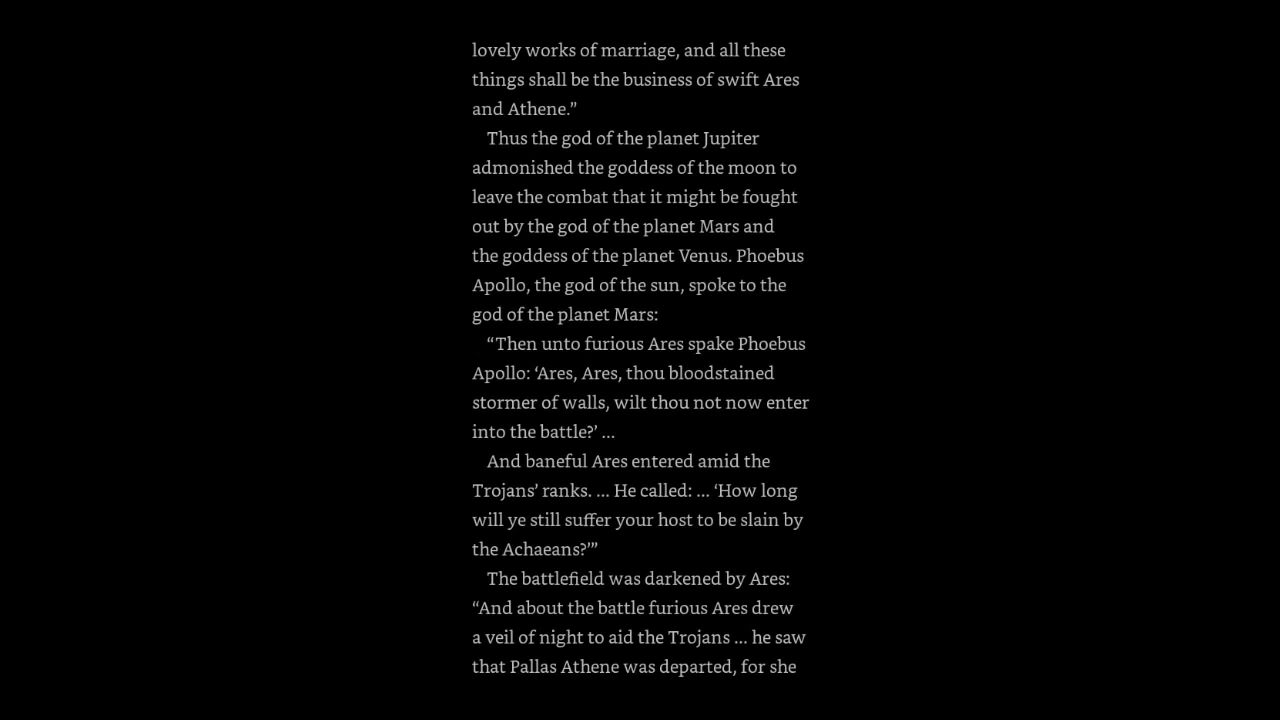 lovely works of marriage, and all these
things shall be the business of swift Ares
and Athene.”
Thus the god of the planet Jupiter
admonished the goddess of the moon to
leave the combat that it might be fought
out by the god of the planet Mars and
the goddess of the planet Venus. Phoebus
Apollo, the god of the sun, spoke to the
god of the planet Mars:
“Then unto furious Ares spake Phoebus
Apollo: ‘Ares, Ares, thou bloodstained
stormer of walls, wilt thou not now enter
into the battle?’ ...
And baneful Ares entered amid the
Trojans’ ranks. ... He called: ... ‘How long
will ye still suffer your host to be slain by
the Achaeans?’”
The battlefield was darkened by Ares:
“And about the battle furious Ares drew
a veil of night to aid the Trojans ... he saw
that Pallas Athene was departed, for she